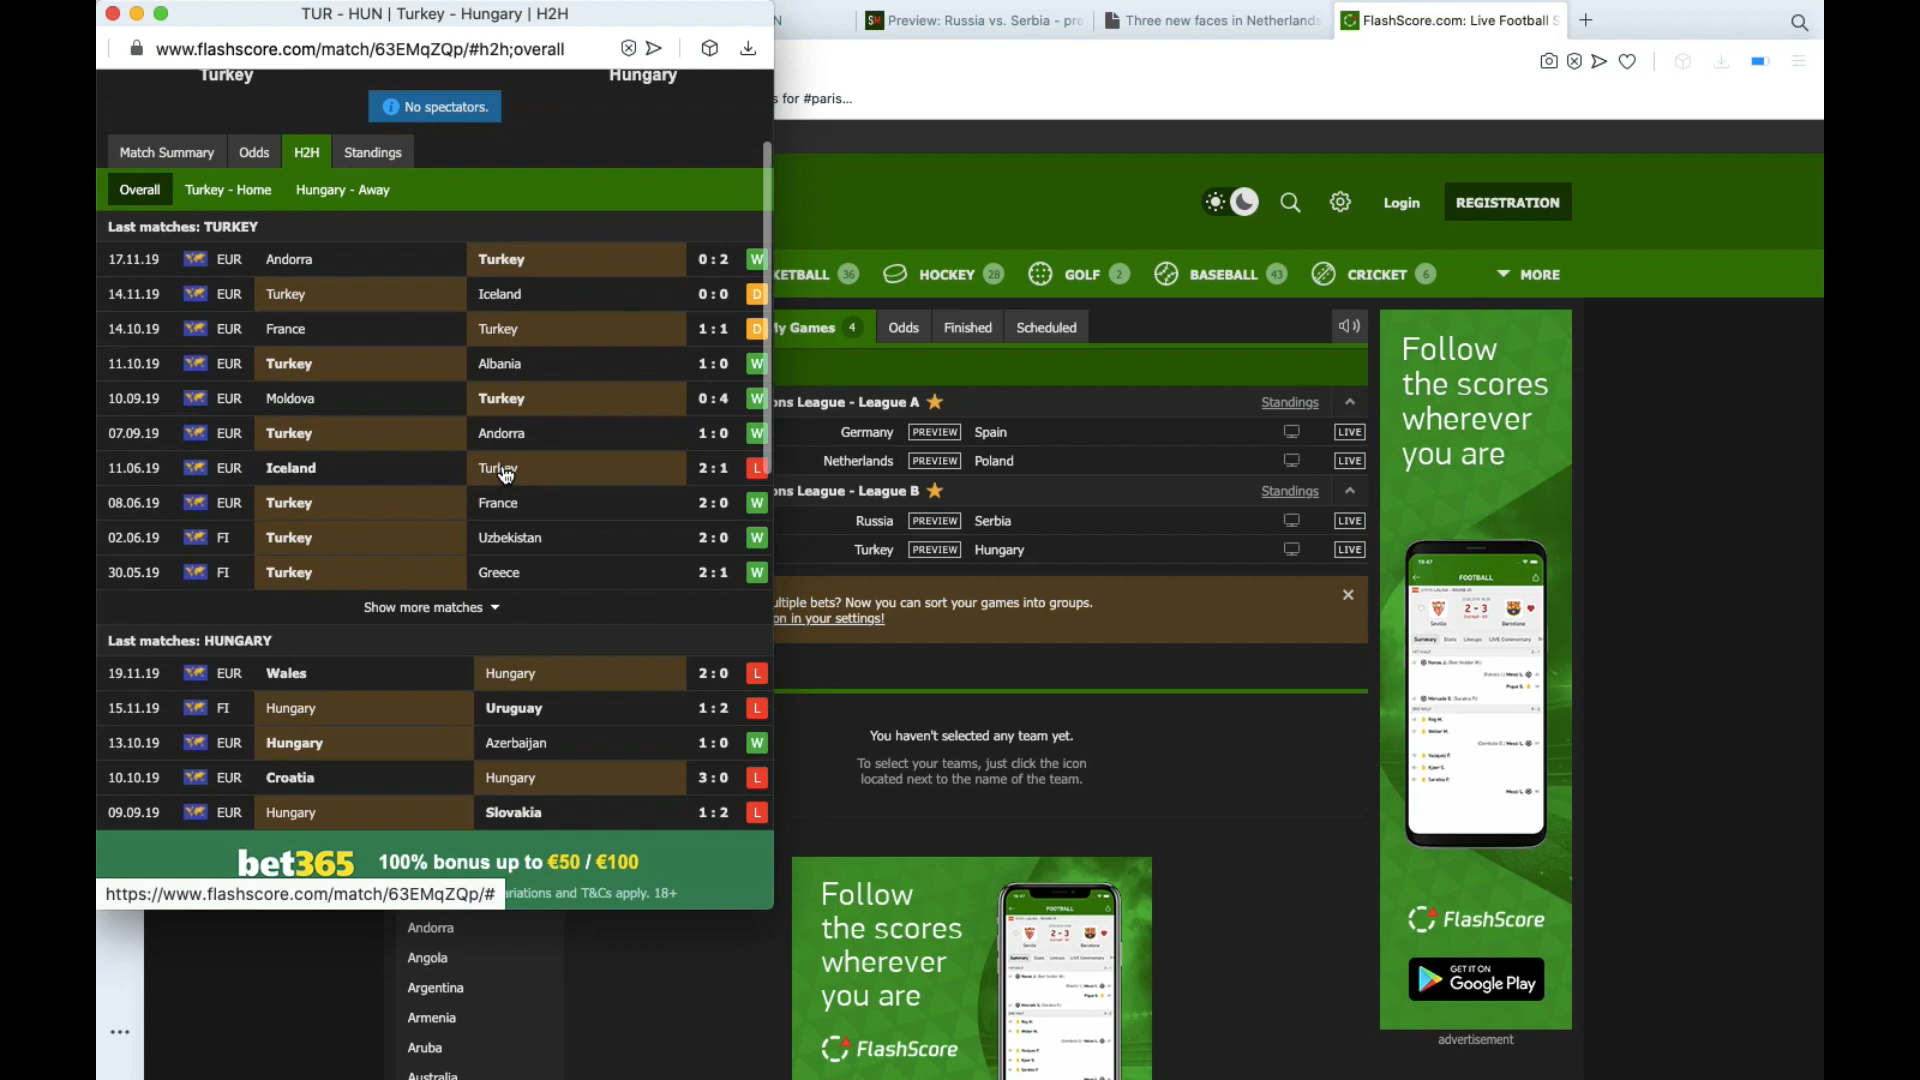 TUR - HUN | Turkey - Hungary | H2H
www.flashscore.com/match/63EMqZQp/#h2h;overall
N
Preview: Russia vs. Serbia - pre
Three new faces in Netherlands
FlashScore.com: Live Football S
s for #paris...
Turkey
Hungary
No spectators.
Match Summary
Odds
H2H
Standings
Overall
Turkey - Home
Hungary - Away
Last matches: TURKEY
17.11.19 EUR Andorra Turkey 0 : 2 W
14.11.19 EUR Turkey Iceland 0 : 0 D
14.10.19 EUR France Turkey 1 : 1 D
11.10.19 EUR Turkey Albania 1 : 0 W
10.09.19 EUR Moldova Turkey 0 : 4 W
07.09.19 EUR Turkey Andorra 1 : 0 W
11.06.19 EUR Iceland Turkey 2 : 1 L
08.06.19 EUR Turkey France 2 : 0 W
02.06.19 FI Turkey Uzbekistan 2 : 0 W
30.05.19 FI Turkey Greece 2 : 1 W
Show more matches
Last matches: HUNGARY
19.11.19 EUR Wales Hungary 2 : 0 L
15.11.19 FI Hungary Uruguay 1 : 2 L
13.10.19 EUR Hungary Azerbaijan 1 : 0 W
10.10.19 EUR Croatia Hungary 3 : 0 L
09.09.19 EUR Hungary Slovakia 1 : 2 L
bet365 100% bonus up to €50 / €100
ariations and T&Cs apply. 18+
https://www.flashscore.com/match/63EMqZQp/#
Andorra
Angola
Argentina
Armenia
Aruba
Australia
Login
REGISTRATION
KETBALL 36
HOCKEY 28
GOLF 2
BASEBALL 43
CRICKET 6
MORE
My Games 4
Odds
Finished
Scheduled
ons League - League A
Standings
Germany PREVIEW Spain LIVE
Netherlands PREVIEW Poland LIVE
ons League - League B
Standings
Russia PREVIEW Serbia LIVE
Turkey PREVIEW Hungary LIVE
ultiple bets? Now you can sort your games into groups.
on in your settings!
You haven't selected any team yet.
To select your teams, just click the icon
located next to the name of the team.
Follow
the scores
wherever
you are
FlashScore
Follow
the scores
wherever
you are
FOOTBALL
2 - 3
Sevilla
Barcelona
FlashScore
GET IT ON
Google Play
advertisement